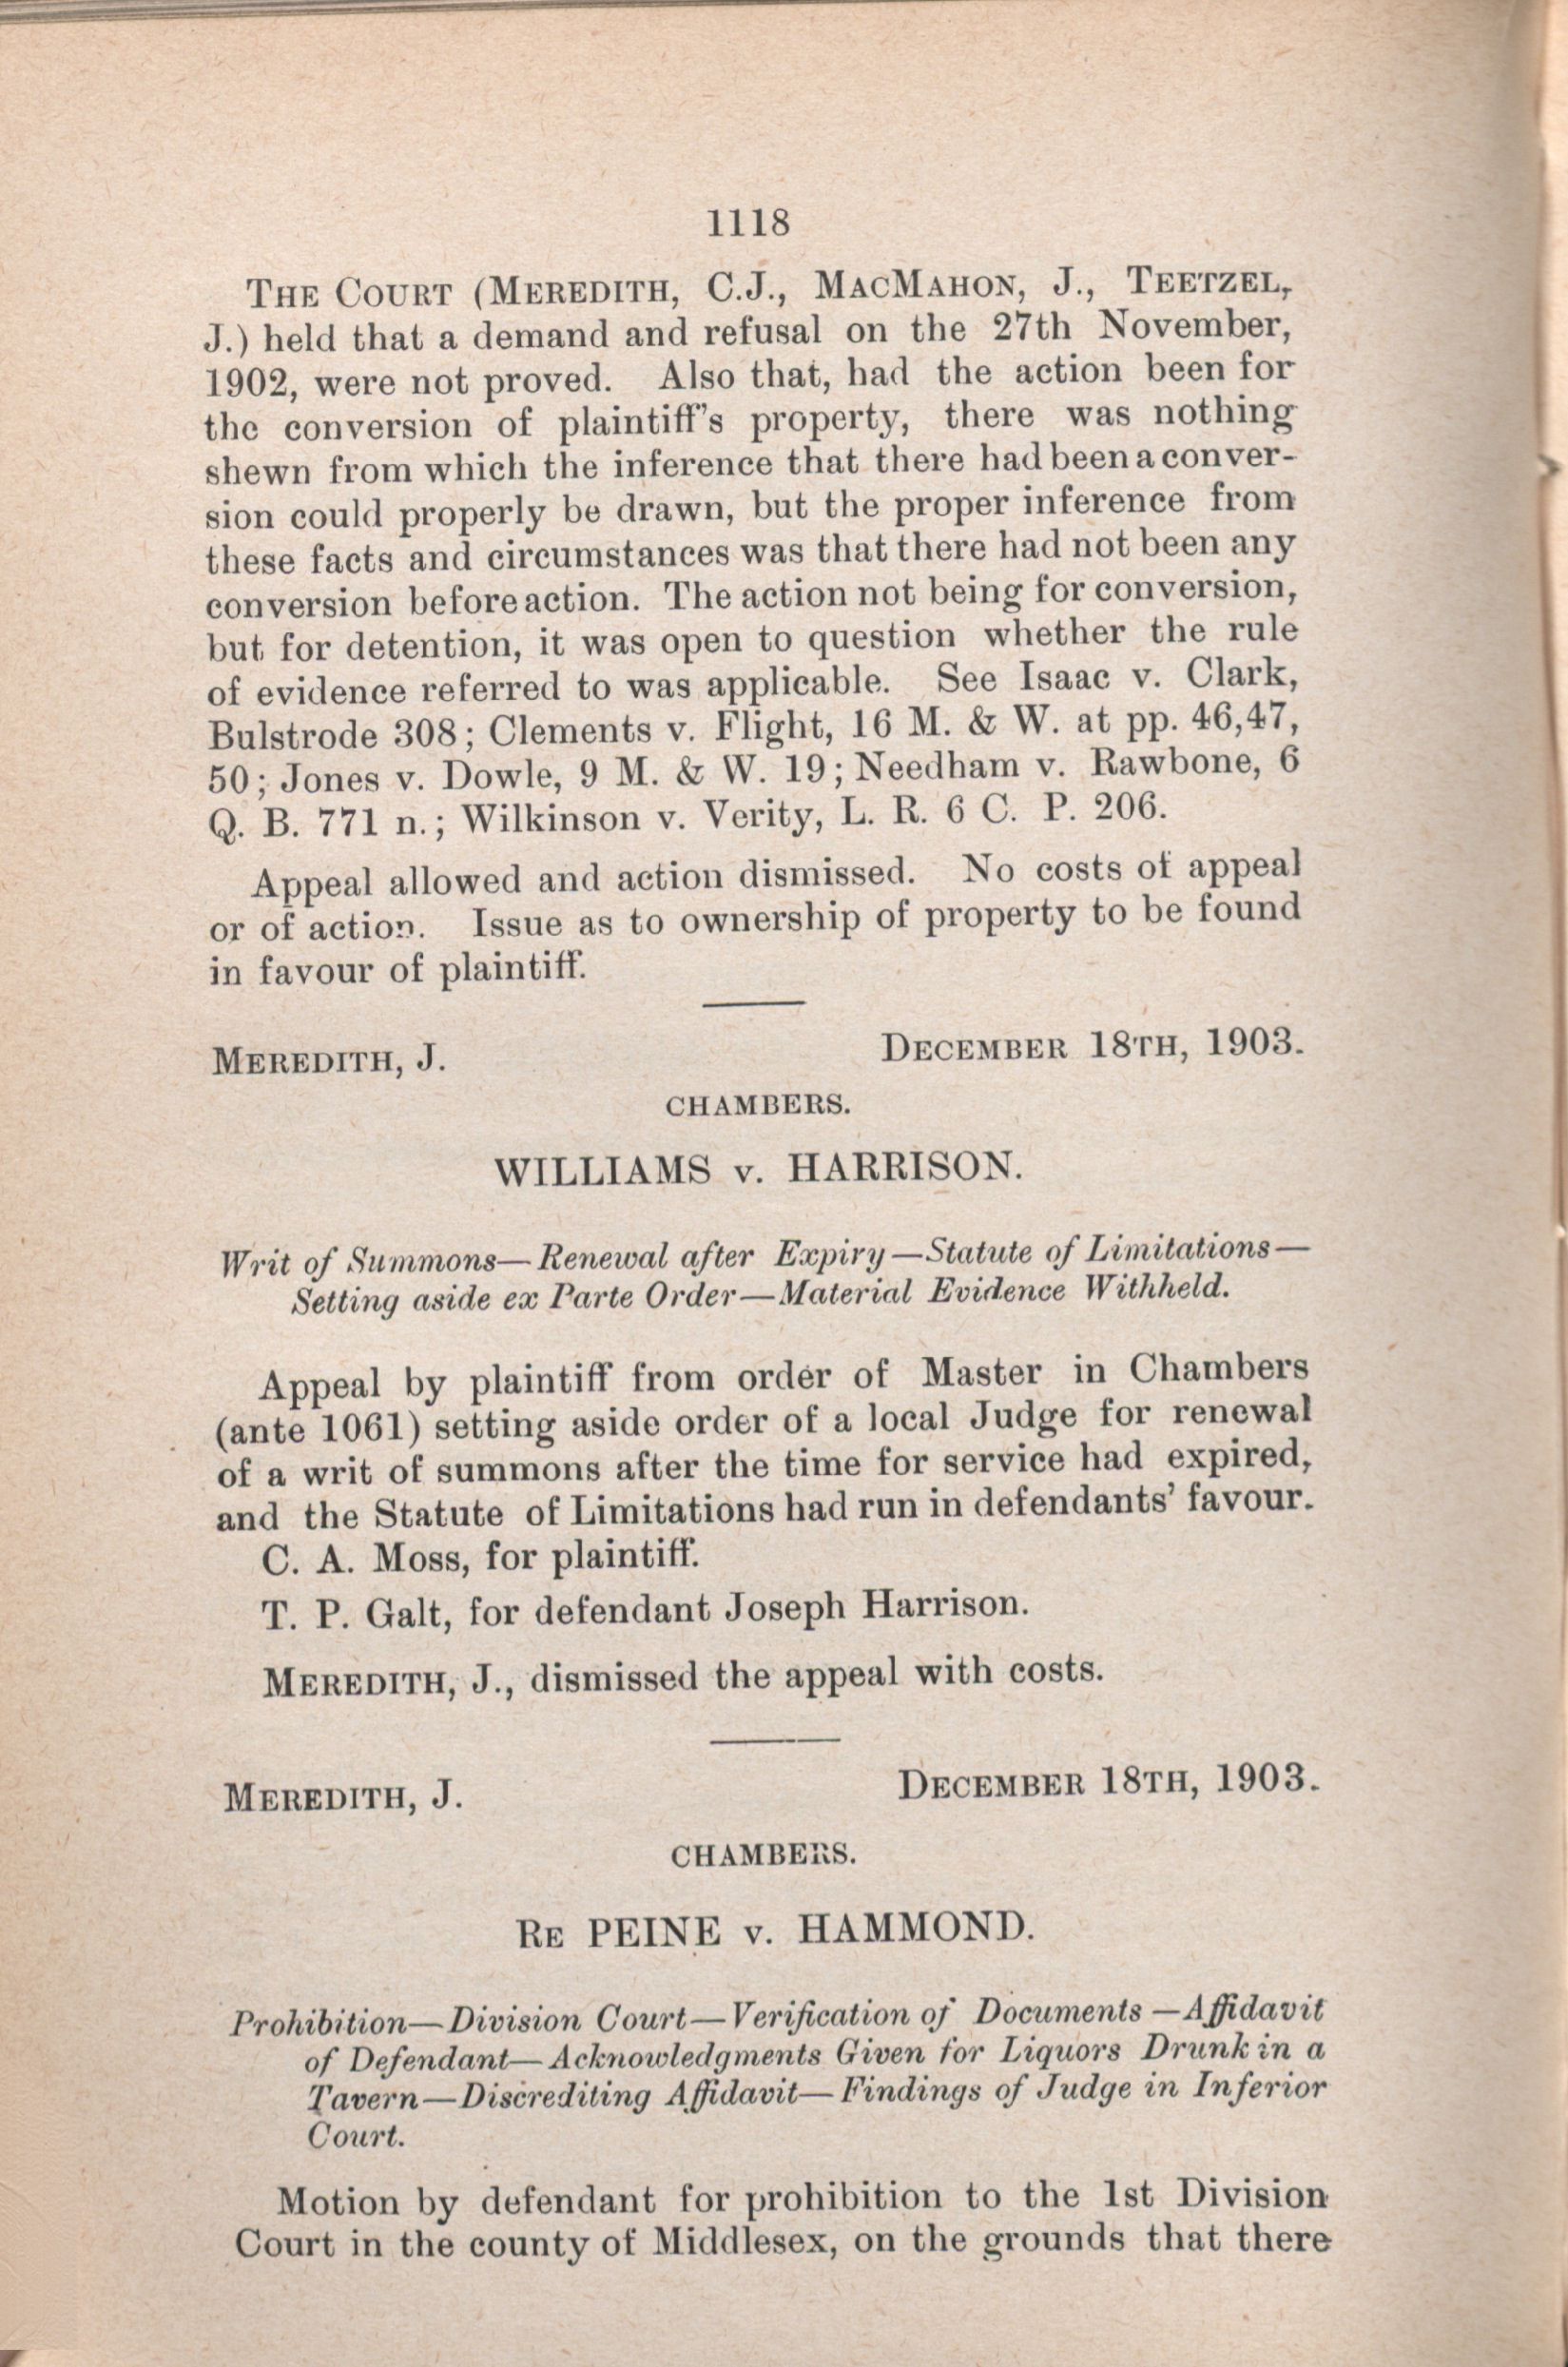 1118
THE COURT (MEREDITH, C.J., MACMAHON, J., TEETZEL,
J.) held that a demand and refusal on the 27th November,
1902, were not proved. Also that, had the action been for
the conversion of plaintiff's property, there was nothing
shewn from which the inference that there had been a conver-
sion could properly be drawn, but the proper inference from
these facts and circumstances was that there had not been any
conversion before action. The action not being for conversion,
but for detention, it was open to question whether the rule
of evidence referred to was applicable. See Isaac v. Clark,
Bulstrode 308; Clements v. Flight, 16 M. & W. at pp. 46,47,
50; Jones v. Dowle, 9 M. & W. 19; Needham v. Rawbone, 6
Q. B. 771 n.; Wilkinson v. Verity, L. R. 6 C. P. 206.
Appeal allowed and action dismissed. No costs of appeal
or of action. Issue as to ownership of property to be found
in favour of plaintiff.
MEREDITH, J. DECEMBER 18TH, 1903.
CHAMBERS.
WILLIAMS v. HARRISON.
Writ of Summons—Renewal after Expiry—Statute of Limitations—
Setting aside ex Parte Order—Material Evidence Withheld.
Appeal by plaintiff from order of Master in Chambers
(ante 1061) setting aside order of a local Judge for renewal
of a writ of summons after the time for service had expired,
and the Statute of Limitations had run in defendants' favour.
C. A. Moss, for plaintiff.
T. P. Galt, for defendant Joseph Harrison.
MEREDITH, J., dismissed the appeal with costs.
MEREDITH, J. DECEMBER 18TH, 1903.
CHAMBERS.
RE PEINE v. HAMMOND.
Prohibition—Division Court—Verification of Documents—Affidavit
of Defendant—Acknowledgments Given for Liquors Drunk in a
Tavern—Discrediting Affidavit—Findings of Judge in Inferior
Court.
Motion by defendant for prohibition to the 1st Division
Court in the county of Middlesex, on the grounds that there